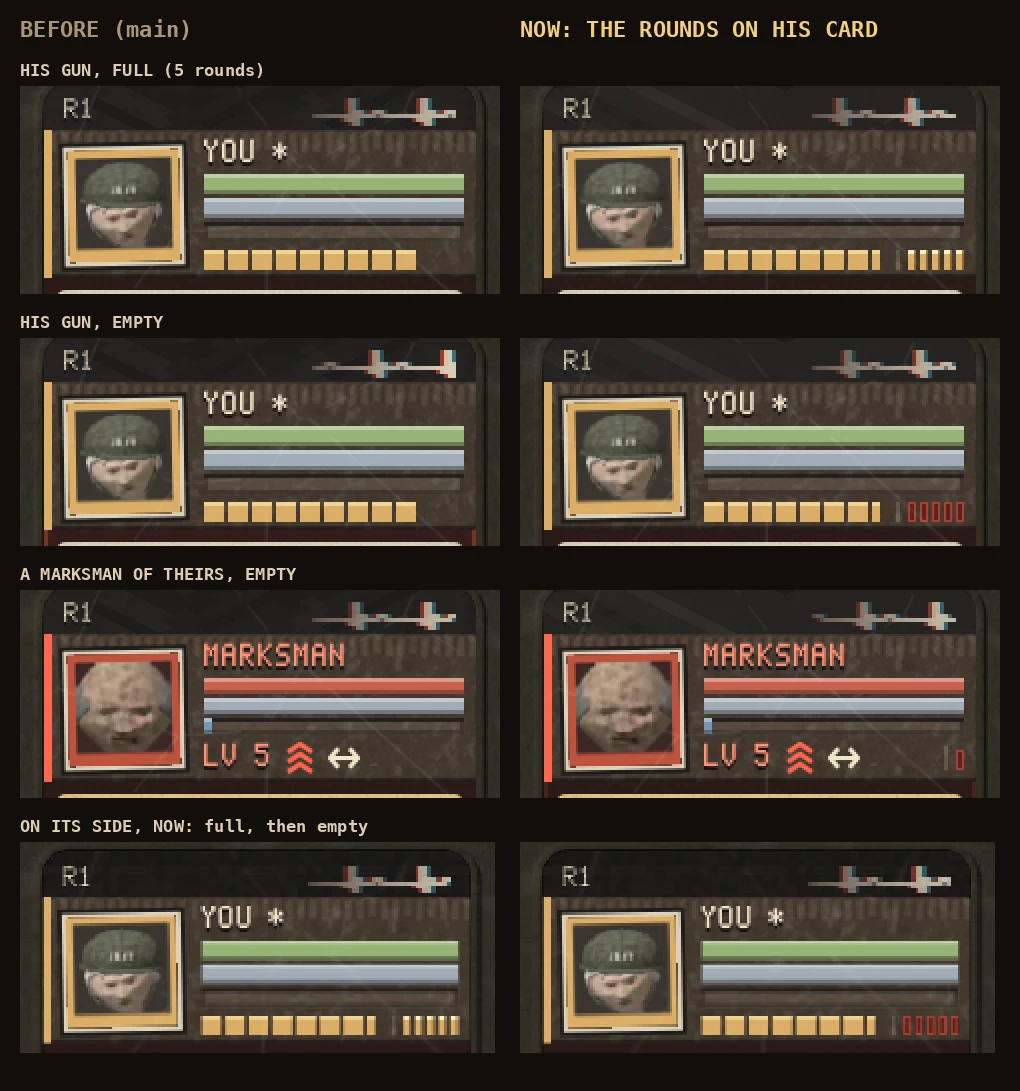 BEFORE (main)
NOW: THE ROUNDS ON HIS CARD
HIS GUN, FULL (5 rounds)
R1
YOU *
R1
YOU *
HIS GUN, EMPTY
R1
YOU *
R1
YOU *
A MARKSMAN OF THEIRS, EMPTY
R1
MARKSMAN
LV 5
R1
MARKSMAN
LV 5
ON ITS SIDE, NOW: full, then empty
R1
YOU *
R1
YOU *